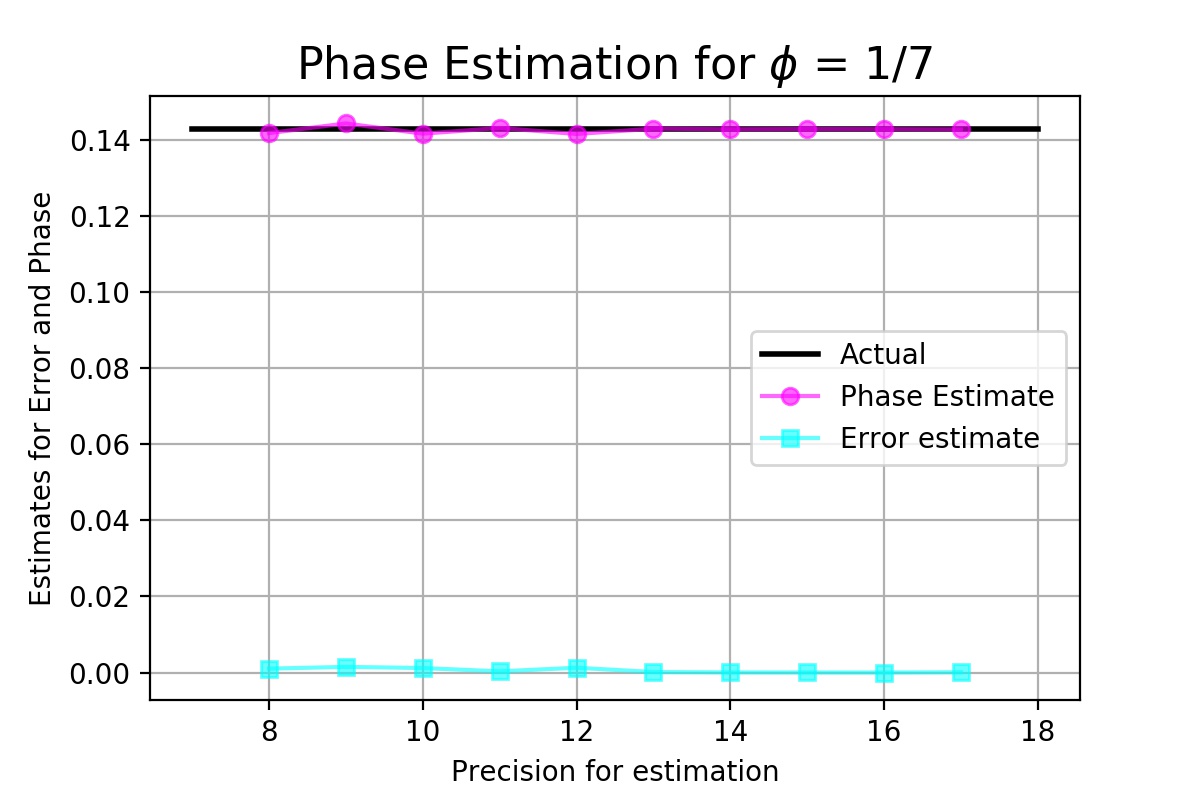 Phase Estimation for ϕ = 1/7
Estimates for Error and Phase
0.14
0.12
0.10
0.08
0.06
0.04
0.02
0.00
Actual
Phase Estimate
Error estimate
8 10 12 14 16 18
Precision for estimation